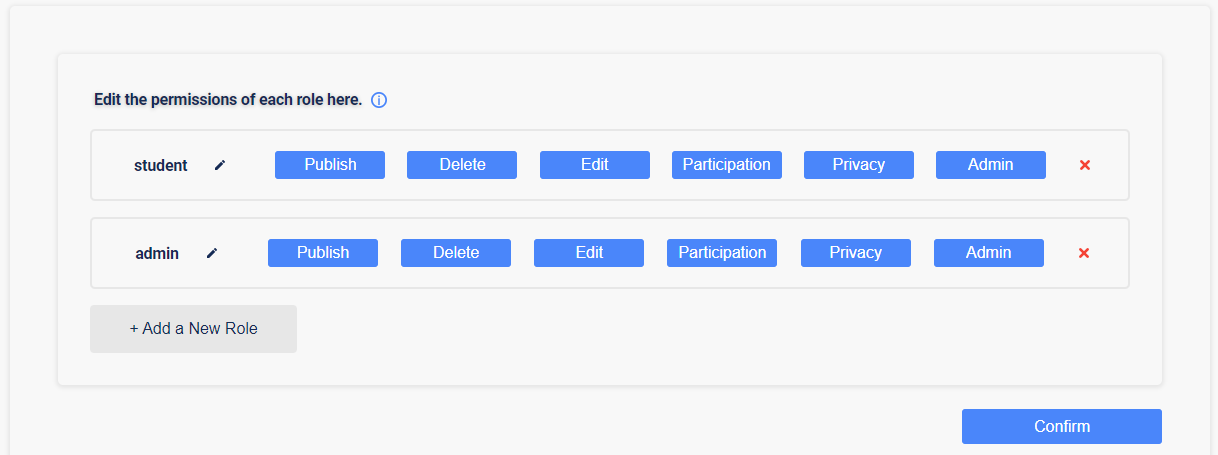 Edit the permissions of each role here.
student Publish Delete Edit Participation Privacy Admin
admin Publish Delete Edit Participation Privacy Admin
+ Add a New Role
Confirm